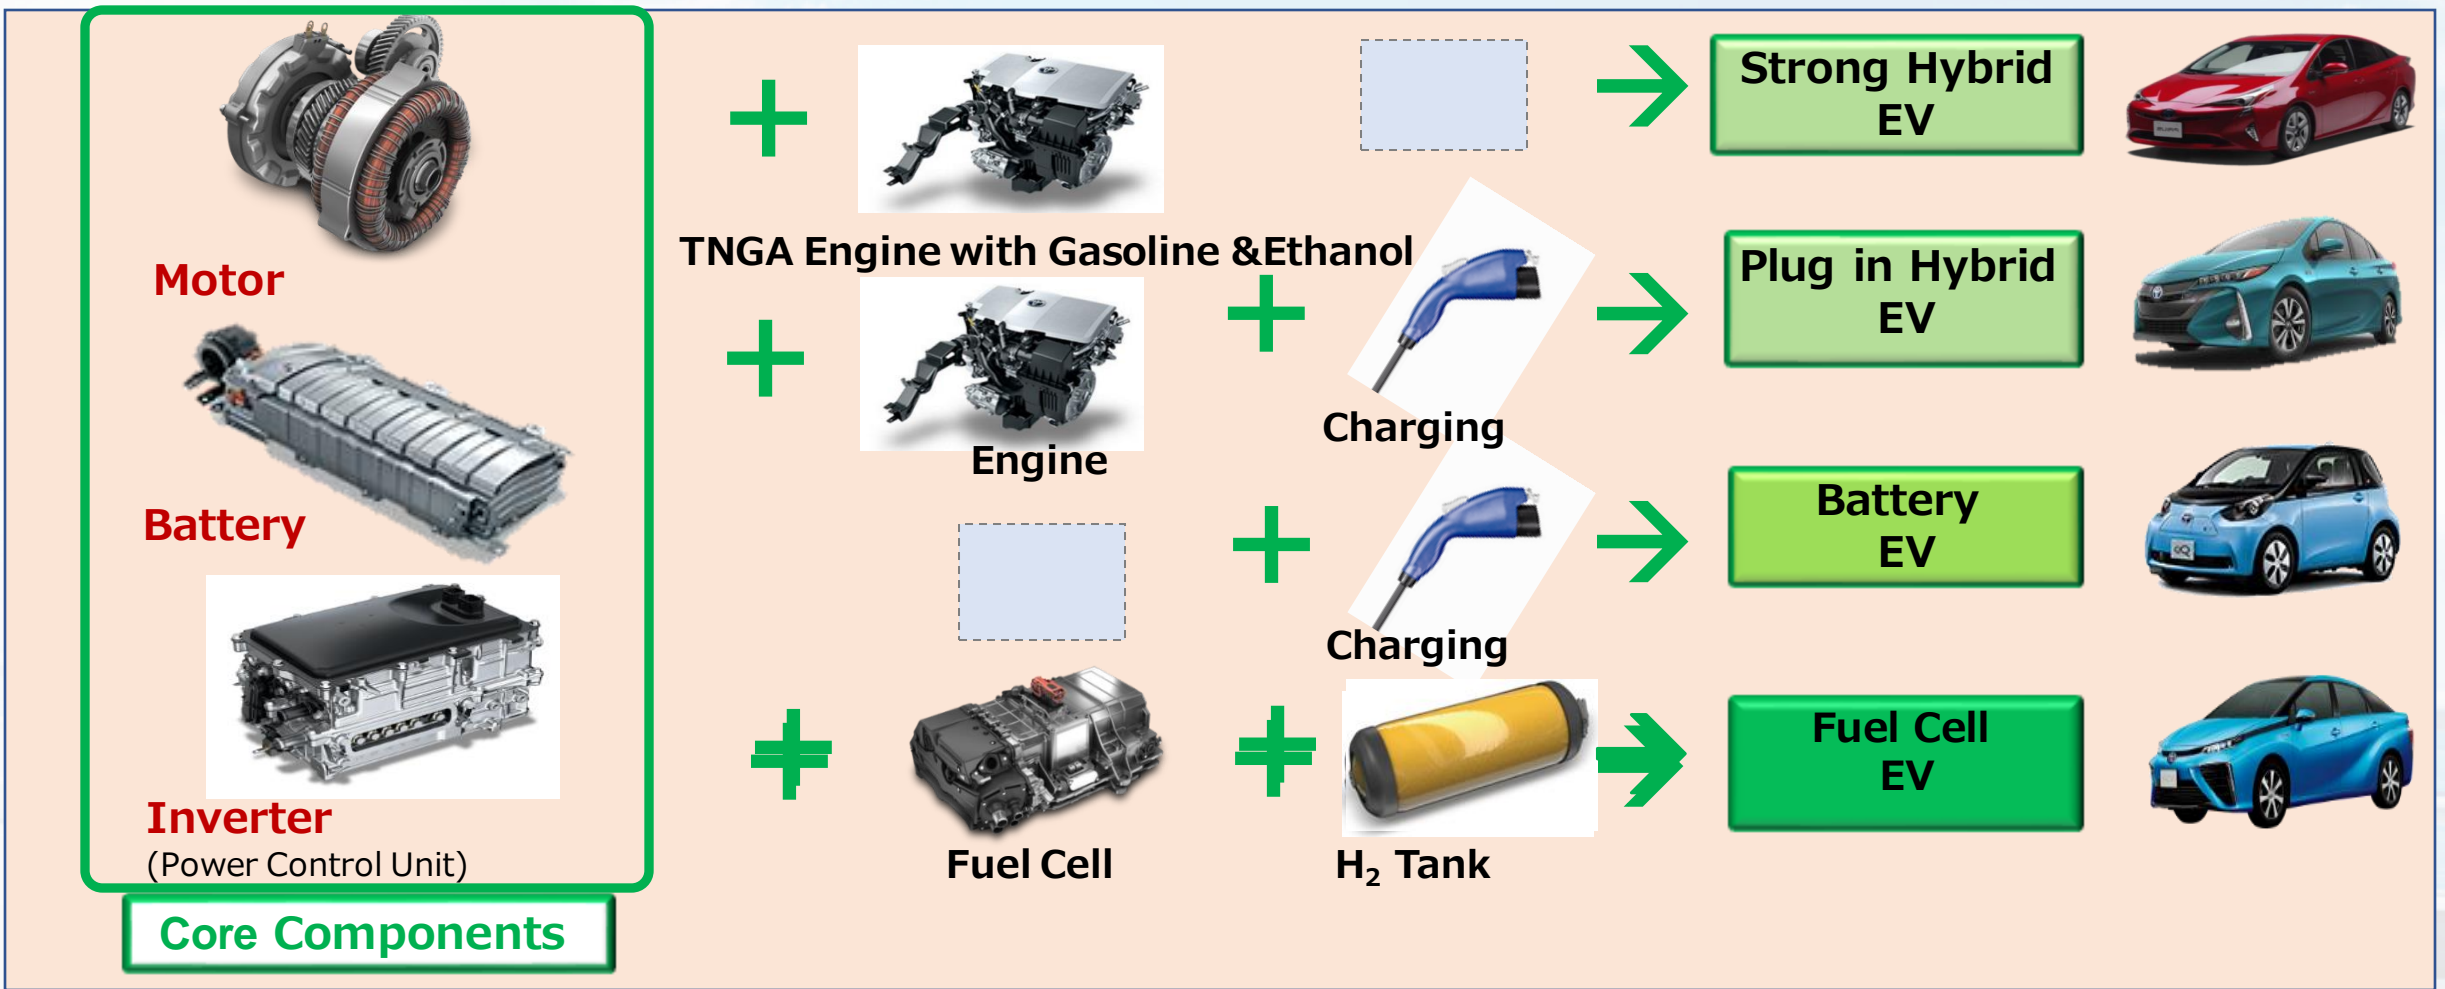 Motor
Battery
Inverter
(Power Control Unit)
Core Components
TNGA Engine with Gasoline &Ethanol
Engine
Charging
Charging
Fuel Cell
H₂ Tank
Strong Hybrid
EV
Plug in Hybrid
EV
Battery
EV
Fuel Cell
EV